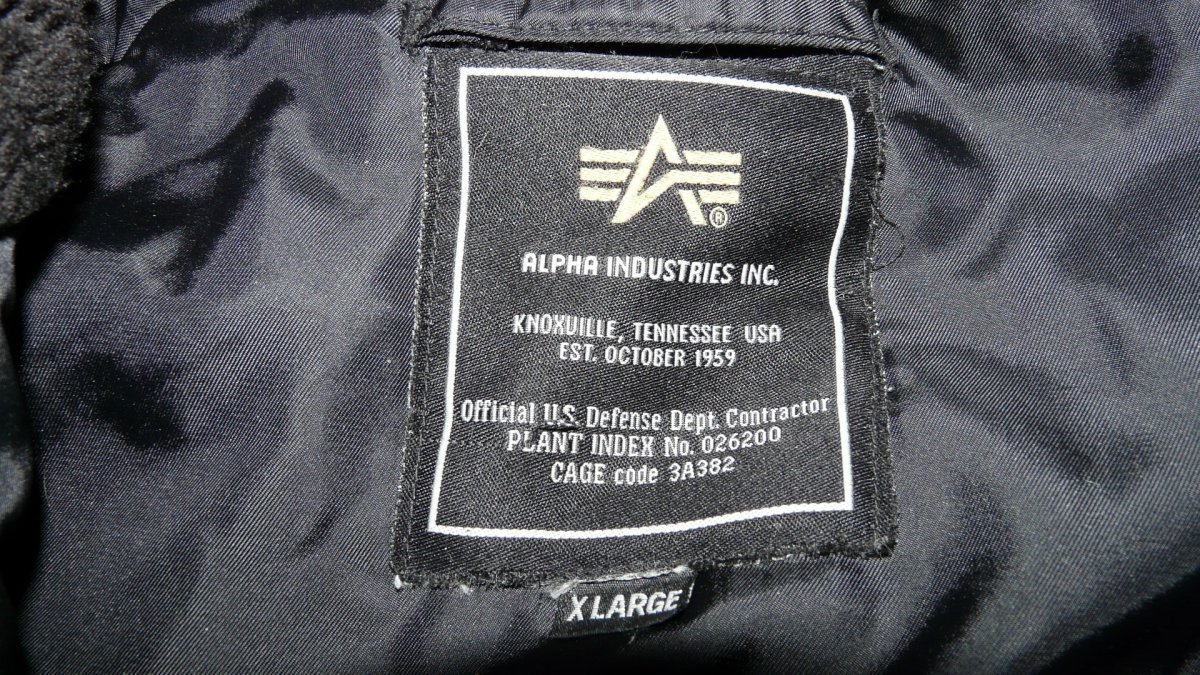 ®
ALPHA INDUSTRIES INC.
KNOXVILLE, TENNESSEE USA
EST. OCTOBER 1959
Official U.S. Defense Dept. Contractor
PLANT INDEX No. 026200
CAGE code 3A382
X LARGE